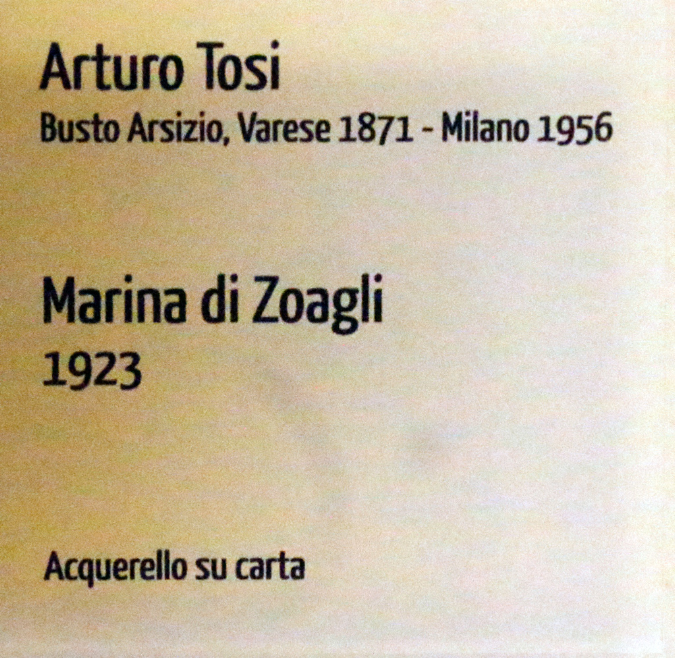 Arturo Tosi
Busto Arsizio, Varese 1871 - Milano 1956
Marina di Zoagli
1923
Acquerello su carta